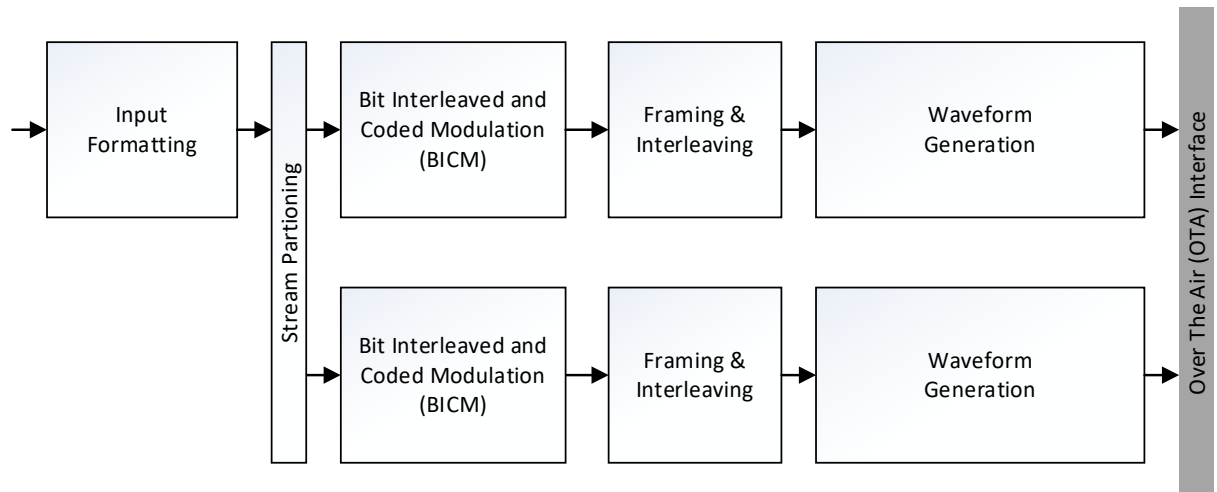 Input
Formatting
Stream Partioning
Bit Interleaved and
Coded Modulation
(BICM)
Framing &
Interleaving
Waveform
Generation
Bit Interleaved and
Coded Modulation
(BICM)
Framing &
Interleaving
Waveform
Generation
Over The Air (OTA) Interface